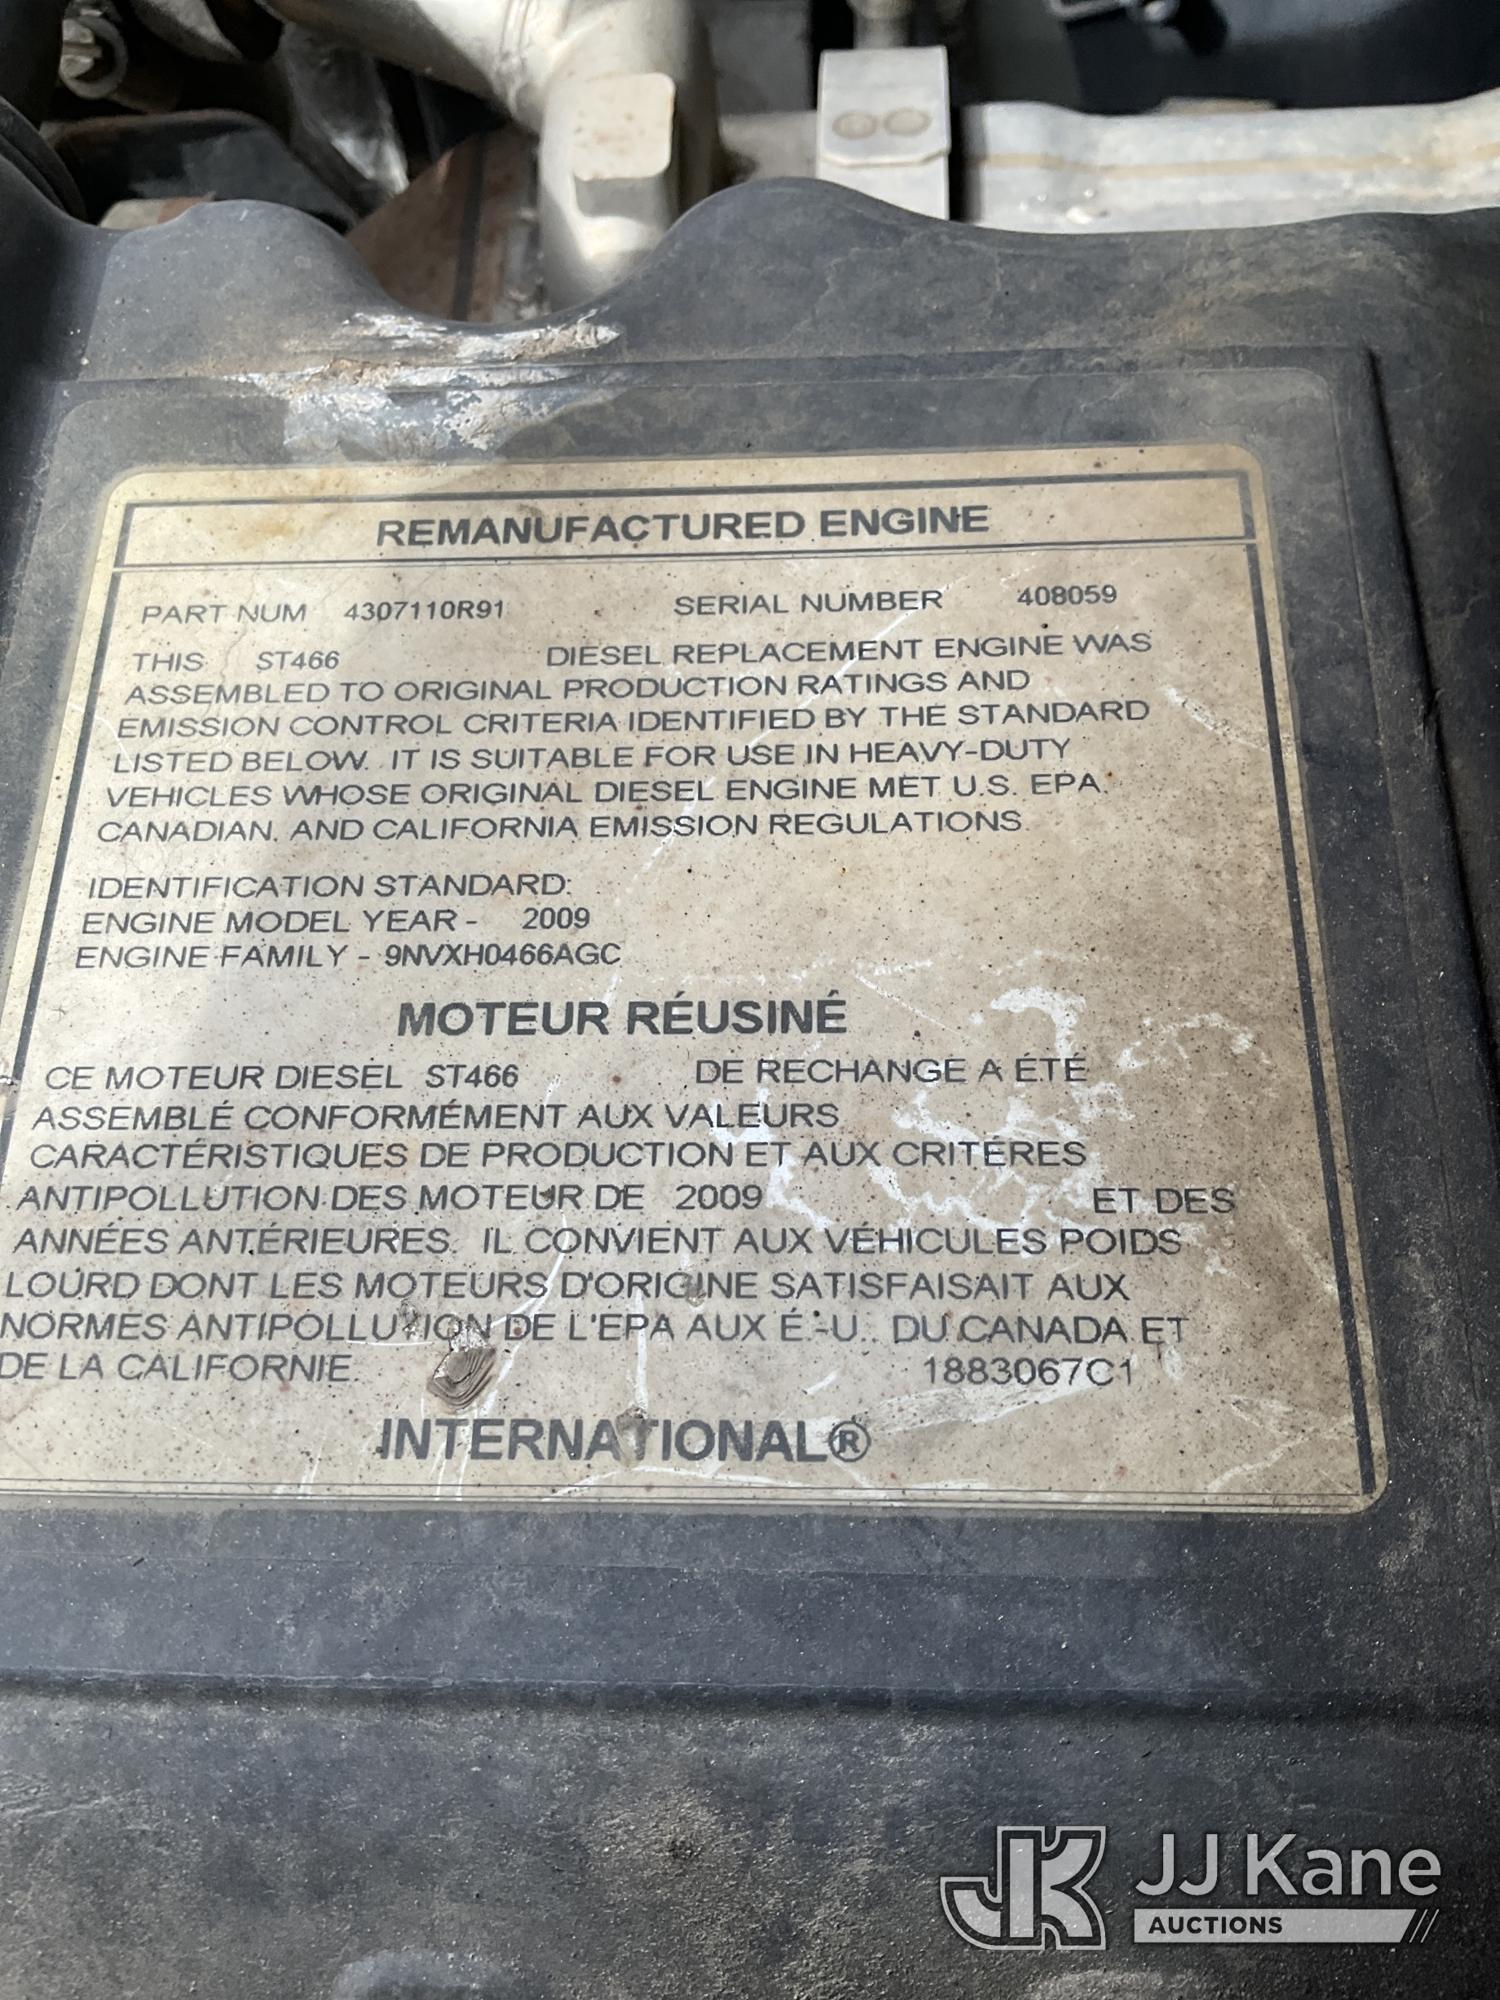 REMANUFACTURED ENGINE
PART NUM 4307110R91 SERIAL NUMBER 408059
THIS ST466 DIESEL REPLACEMENT ENGINE WAS
ASSEMBLED TO ORIGINAL PRODUCTION RATINGS AND
EMISSION CONTROL CRITERIA IDENTIFIED BY THE STANDARD
LISTED BELOW. IT IS SUITABLE FOR USE IN HEAVY-DUTY
VEHICLES WHOSE ORIGINAL DIESEL ENGINE MET U.S. EPA,
CANADIAN, AND CALIFORNIA EMISSION REGULATIONS.
IDENTIFICATION STANDARD:
ENGINE MODEL YEAR - 2009
ENGINE FAMILY - 9NVXH0466AGC
MOTEUR RÉUSINÉ
CE MOTEUR DIESEL ST466 DE RECHANGE A ÉTÉ
ASSEMBLÉ CONFORMÉMENT AUX VALEURS
CARACTÉRISTIQUES DE PRODUCTION ET AUX CRITÉRES
ANTIPOLLUTION DES MOTEUR DE 2009 ET DES
ANNÉES ANTÉRIEURES. IL CONVIENT AUX VÉHICULES POIDS
LOURD DONT LES MOTEURS D'ORIGINE SATISFAISAIT AUX
NORMES ANTIPOLLUTION DE L'EPA AUX É.-U., DU CANADA ET
DE LA CALIFORNIE. 1883067C1
INTERNATIONAL®
JK JJ Kane
AUCTIONS